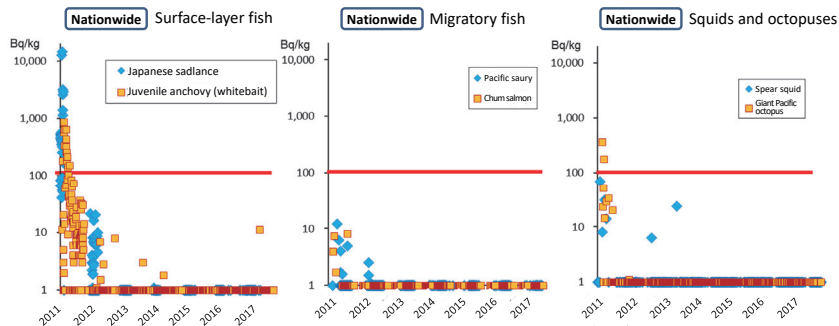 Nationwide Surface-layer fish
Bq/kg
10,000
1,000
100
10
1
Japanese sadlance
Juvenile anchovy (whitebait)
2011 2012 2013 2014 2015 2016 2017
Nationwide Migratory fish
Bq/kg
10,000
1,000
100
10
1
Pacific saury
Chum salmon
2011 2012 2013 2014 2015 2016 2017
Nationwide Squids and octopuses
Bq/kg
10,000
1,000
100
10
1
Spear squid
Giant Pacific
octopus
2011 2012 2013 2014 2015 2016 2017